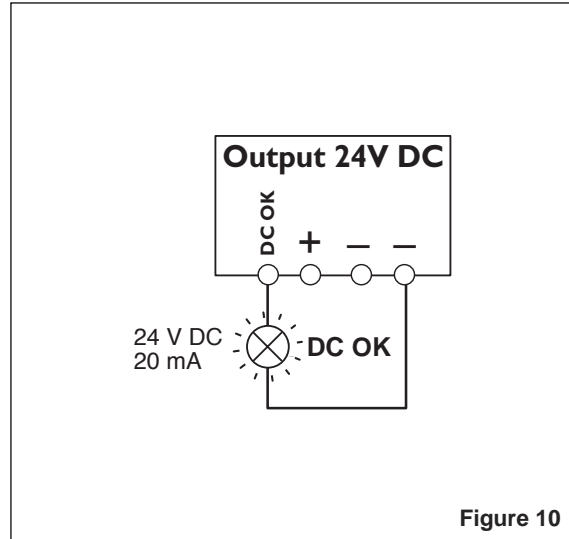 Output 24V DC
DC OK
+ – –
24 V DC
20 mA
DC OK
Figure 10